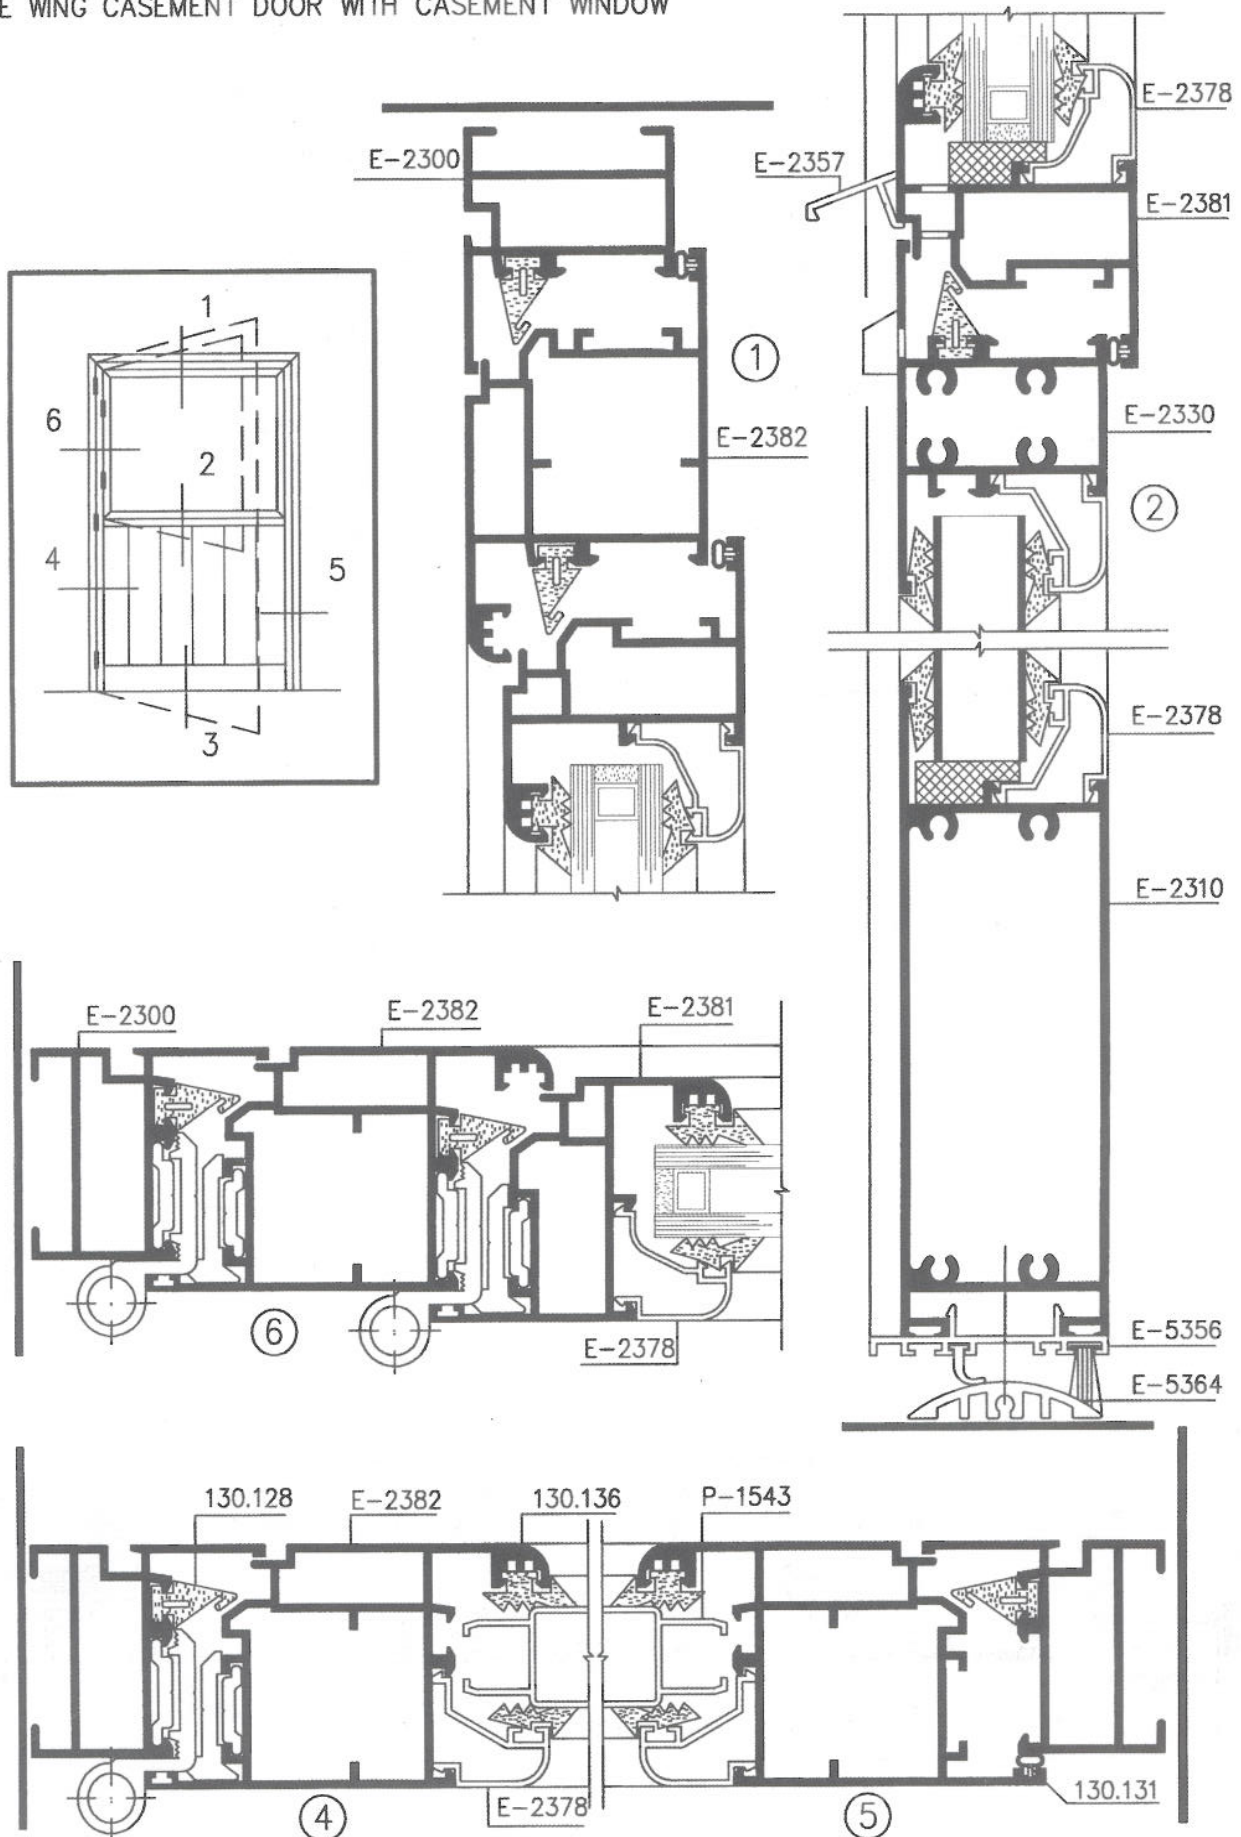 E WING CASEMENT DOOR WITH CASEMENT WINDOW
E-2300
E-2357
E-2378
E-2381
1
6
2
4
5
3
1
E-2382
E-2330
2
E-2378
E-2310
E-5356
E-5364
E-2300
E-2382
E-2381
6
E-2378
130.128
E-2382
130.136
P-1543
4
E-2378
5
130.131